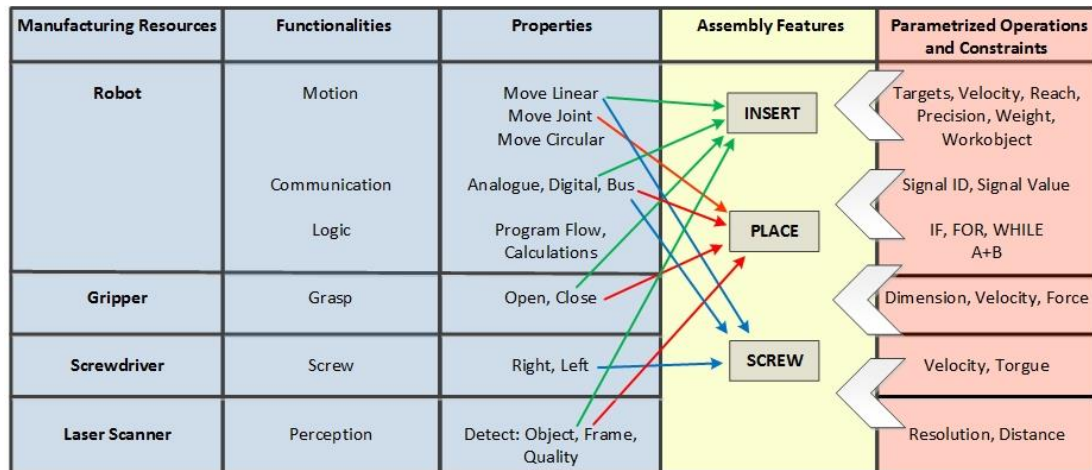 Manufacturing Resources
Functionalities
Properties
Assembly Features
Parametrized Operations
and Constraints
Robot
Motion
Move Linear
Move Joint
Move Circular
INSERT
Targets, Velocity, Reach,
Precision, Weight,
Workobject
Communication
Analogue, Digital, Bus
Signal ID, Signal Value
Logic
Program Flow,
Calculations
PLACE
IF, FOR, WHILE
A+B
Gripper
Grasp
Open, Close
Dimension, Velocity, Force
Screwdriver
Screw
Right, Left
SCREW
Velocity, Torgue
Laser Scanner
Perception
Detect: Object, Frame,
Quality
Resolution, Distance